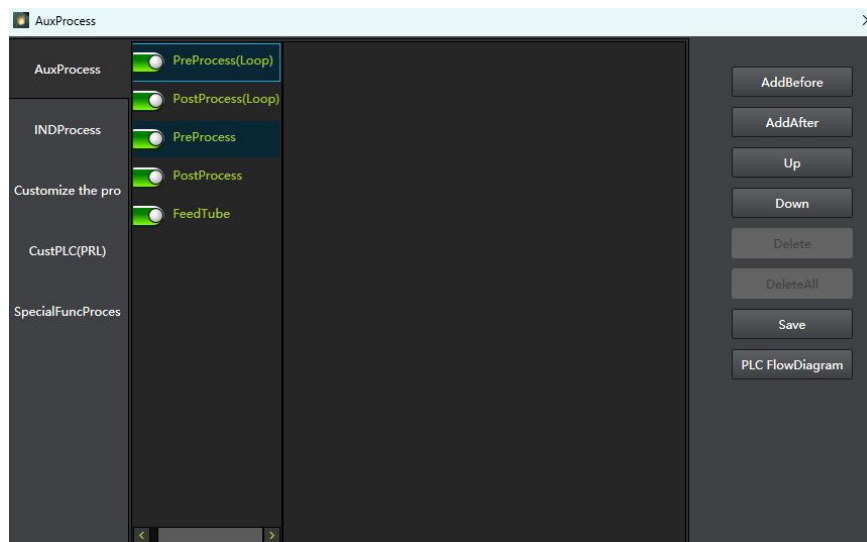 AuxProcess
AuxProcess
INDProcess
Customize the pro
CustPLC(PRL)
SpecialFuncProces
PreProcess(Loop)
PostProcess(Loop)
PreProcess
PostProcess
FeedTube
AddBefore
AddAfter
Up
Down
Delete
DeleteAll
Save
PLC FlowDiagram